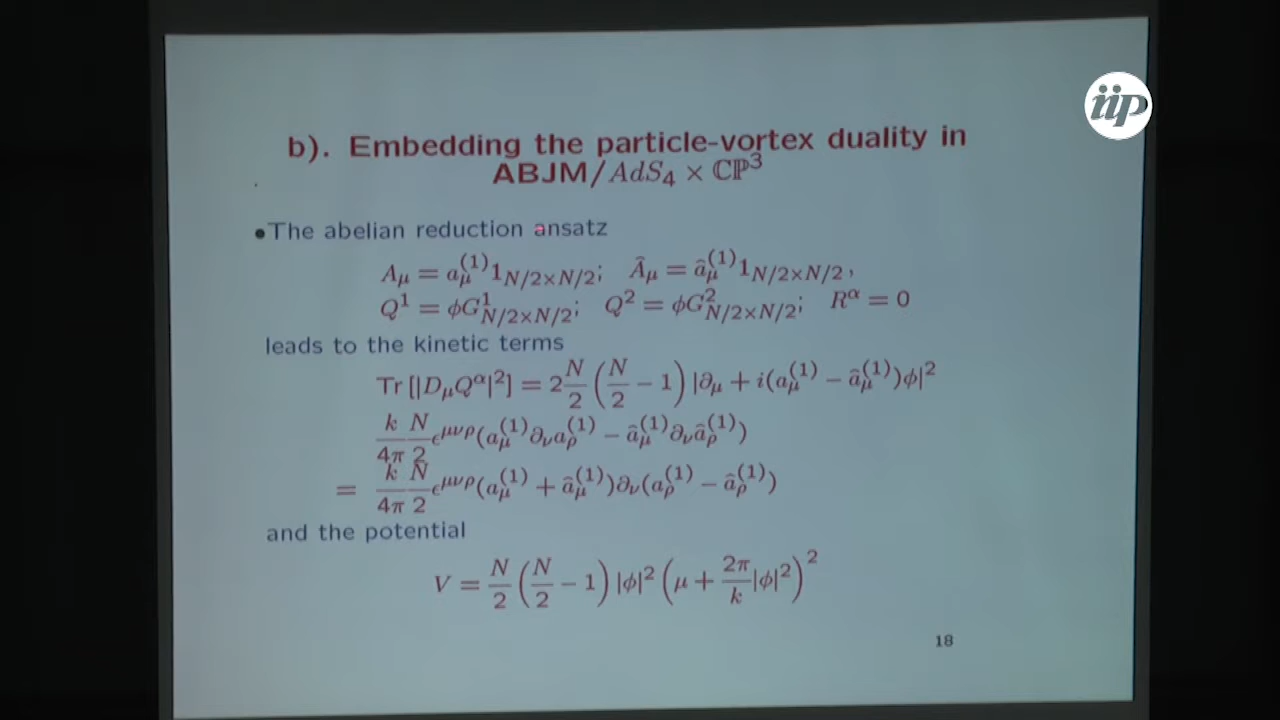 iip
b). Embedding the particle-vortex duality in
ABJM/AdS₄ × ℂℙ³
•The abelian reduction ansatz
A_μ = a_μ^{(1)} 1_{N/2×N/2}; Â_μ = â_μ^{(1)} 1_{N/2×N/2},
Q¹ = ϕG¹_{N/2×N/2}; Q² = ϕG²_{N/2×N/2}; R^α = 0
leads to the kinetic terms
Tr [|D_μ Q^α|²] = 2 N/2 (N/2 − 1) |∂_μ + i(a_μ^{(1)} − â_μ^{(1)})ϕ|²
k/4π N/2 ϵ^{μνρ}(a_μ^{(1)} ∂_ν a_ρ^{(1)} − â_μ^{(1)} ∂_ν â_ρ^{(1)})
= k/4π N/2 ϵ^{μνρ}(a_μ^{(1)} + â_μ^{(1)})∂_ν(a_ρ^{(1)} − â_ρ^{(1)})
and the potential
V = N/2 (N/2 − 1) |ϕ|² (μ + 2π/k |ϕ|²)²
18